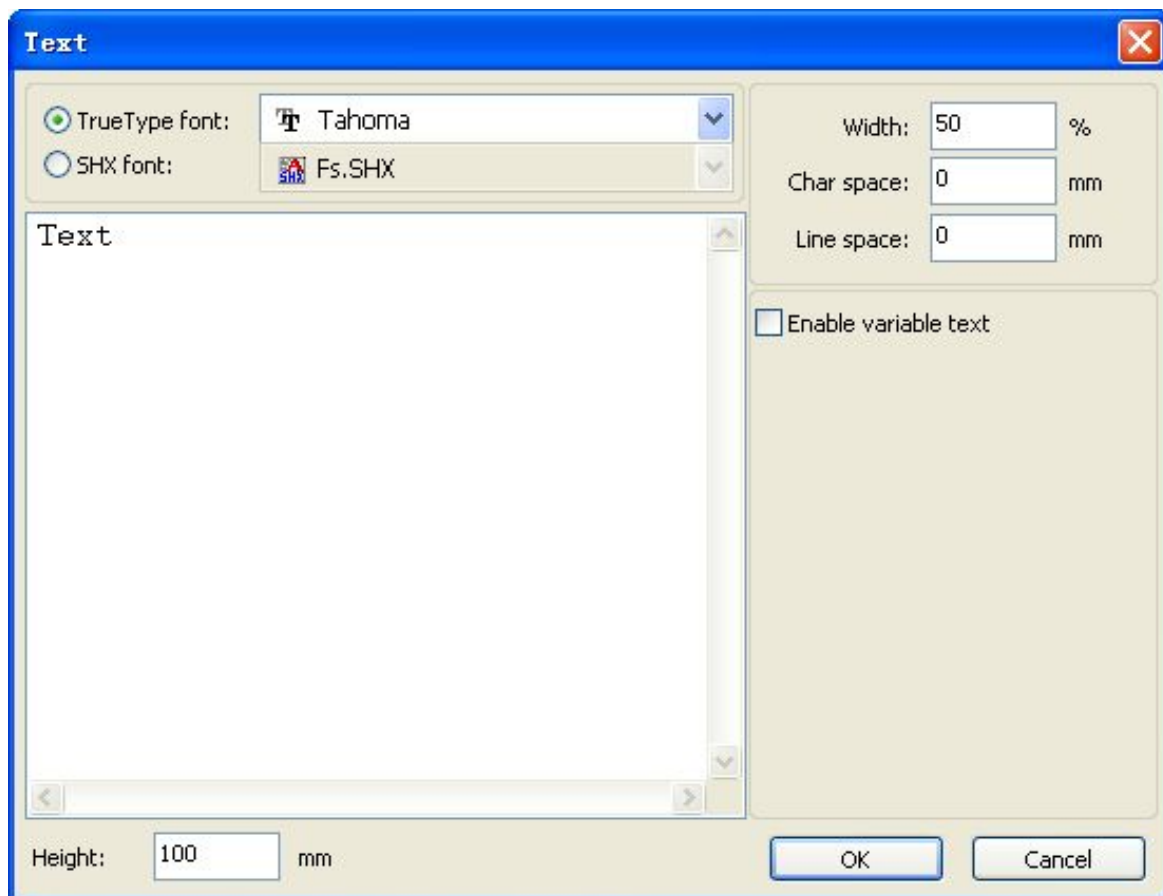 Text
TrueType font: Tahoma
SHX font: Fs.SHX
Width: 50 %
Char space: 0 mm
Line space: 0 mm
Text
Enable variable text
Height: 100 mm
OK Cancel